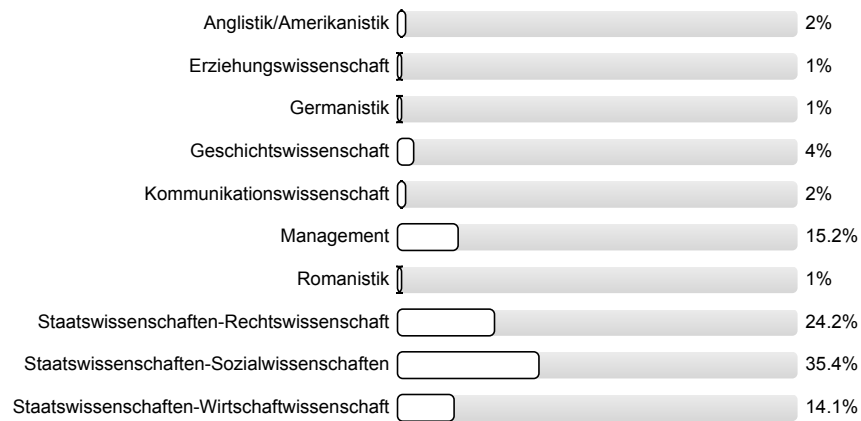 Anglistik/Amerikanistik 2%
Erziehungswissenschaft 1%
Germanistik 1%
Geschichtswissenschaft 4%
Kommunikationswissenschaft 2%
Management 15.2%
Romanistik 1%
Staatswissenschaften-Rechtswissenschaft 24.2%
Staatswissenschaften-Sozialwissenschaften 35.4%
Staatswissenschaften-Wirtschaftwissenschaft 14.1%